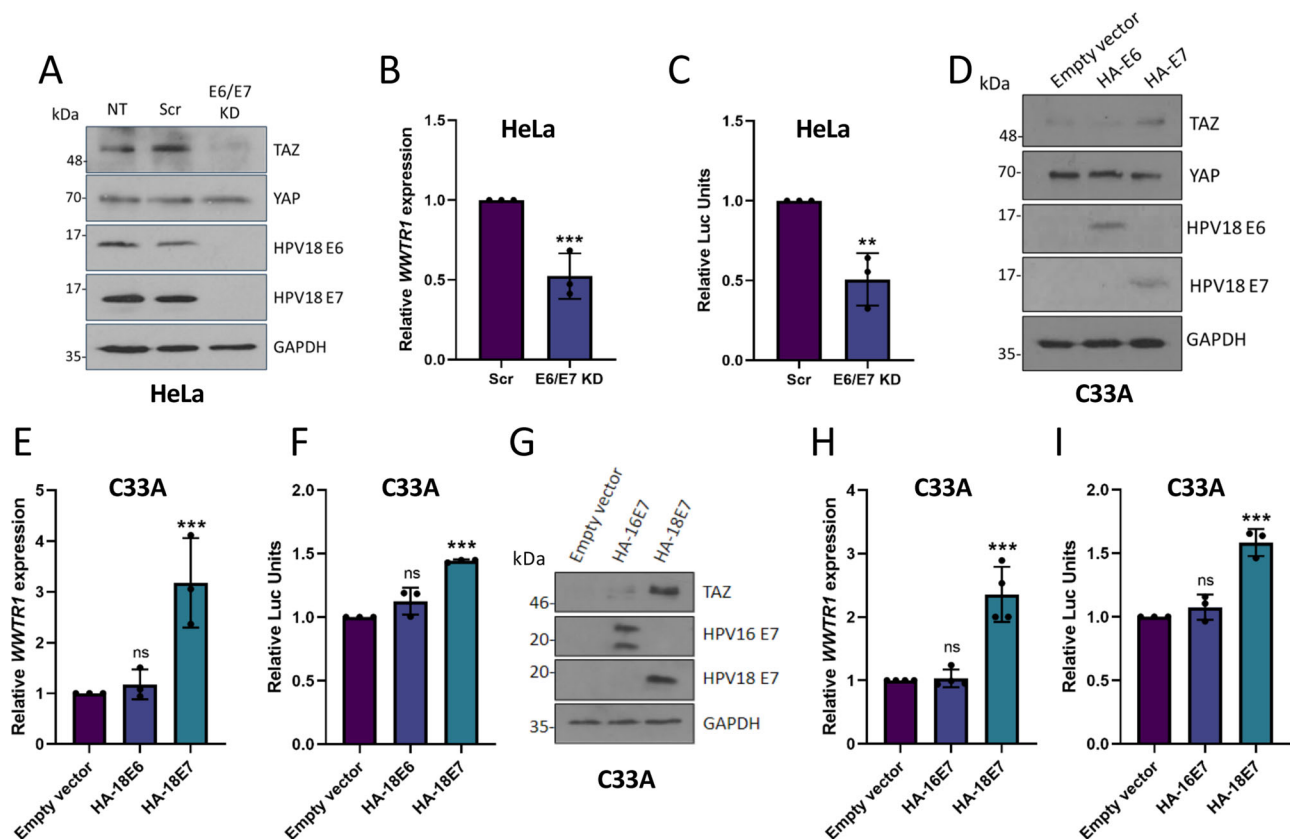 A
kDa
NT
Scr
E6/E7
KD
48
TAZ
70
YAP
17
HPV18 E6
17
HPV18 E7
35
GAPDH
HeLa
B
HeLa
Relative WWTR1 expression
1.5
1.0
0.5
0.0
***
Scr
E6/E7 KD
C
HeLa
Relative Luc Units
1.5
1.0
0.5
0.0
**
Scr
E6/E7 KD
D
kDa
Empty vector
HA-E6
HA-E7
48
TAZ
70
YAP
17
HPV18 E6
17
HPV18 E7
35
GAPDH
C33A
E
C33A
Relative WWTR1 expression
5
4
3
2
1
0
ns
***
Empty vector
HA-18E6
HA-18E7
F
C33A
Relative Luc Units
2.0
1.5
1.0
0.5
0.0
ns
***
Empty vector
HA-18E6
HA-18E7
G
kDa
Empty vector
HA-16E7
HA-18E7
46
TAZ
20
HPV16 E7
20
HPV18 E7
35
GAPDH
C33A
H
C33A
Relative WWTR1 expression
4
3
2
1
0
ns
***
Empty vector
HA-16E7
HA-18E7
I
C33A
Relative Luc Units
2.0
1.5
1.0
0.5
0.0
ns
***
Empty vector
HA-16E7
HA-18E7